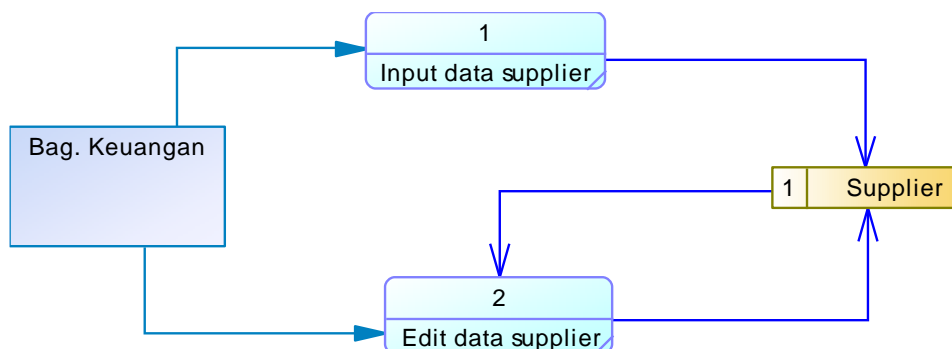 1
Input data supplier
Bag. Keuangan
1 Supplier
2
Edit data supplier